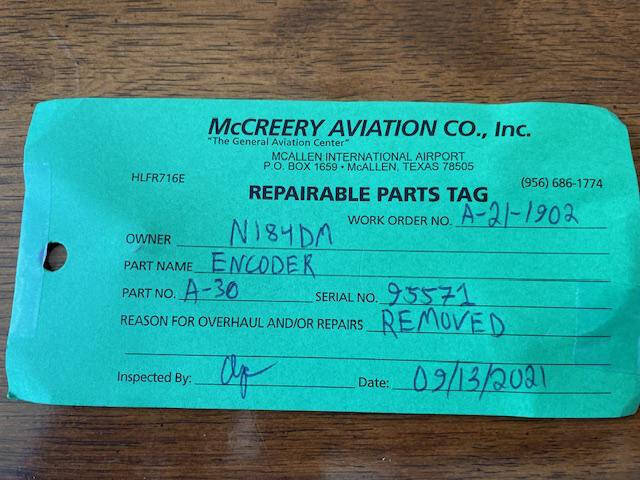 McCREERY AVIATION CO., Inc.
"The General Aviation Center"
MCALLEN INTERNATIONAL AIRPORT
P.O. BOX 1659 • McALLEN, TEXAS 78505
HLFR716E
(956) 686-1774
REPAIRABLE PARTS TAG
WORK ORDER NO. A-21-1902
OWNER N184DM
PART NAME ENCODER
PART NO. A-30 SERIAL NO. 95571
REASON FOR OVERHAUL AND/OR REPAIRS REMOVED
Inspected By: Date: 09/13/2021